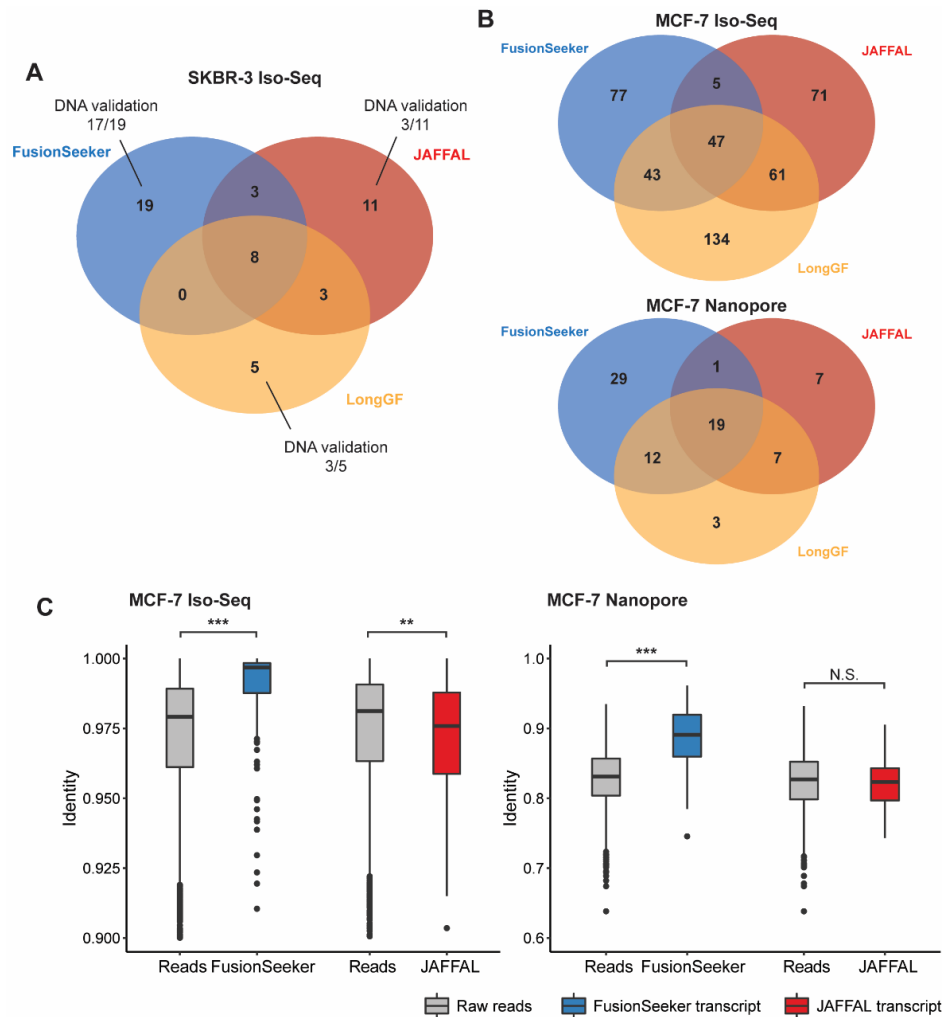 A
SKBR-3 Iso-Seq
DNA validation
17/19
DNA validation
3/11
FusionSeeker
JAFFAL
19
3
11
8
0
3
5
LongGF
DNA validation
3/5
B
MCF-7 Iso-Seq
FusionSeeker
JAFFAL
77
5
71
47
43
61
134
LongGF
MCF-7 Nanopore
FusionSeeker
JAFFAL
29
1
7
19
12
7
3
LongGF
C
MCF-7 Iso-Seq
***
**
1.000
0.975
0.950
0.925
0.900
Identity
Reads FusionSeeker Reads JAFFAL
MCF-7 Nanopore
***
N.S.
1.0
0.9
0.8
0.7
0.6
Identity
Reads FusionSeeker Reads JAFFAL
Raw reads FusionSeeker transcript JAFFAL transcript